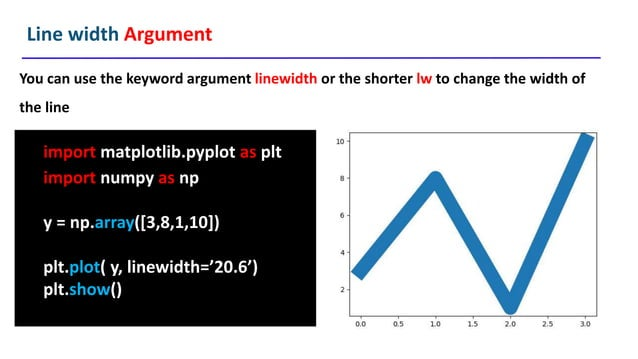 Line width Argument
You can use the keyword argument linewidth or the shorter lw to change the width of
the line
import matplotlib.pyplot as plt
import numpy as np
y = np.array([3,8,1,10])
plt.plot( y, linewidth=’20.6’)
plt.show()
10
8
6
4
2
0.0 0.5 1.0 1.5 2.0 2.5 3.0